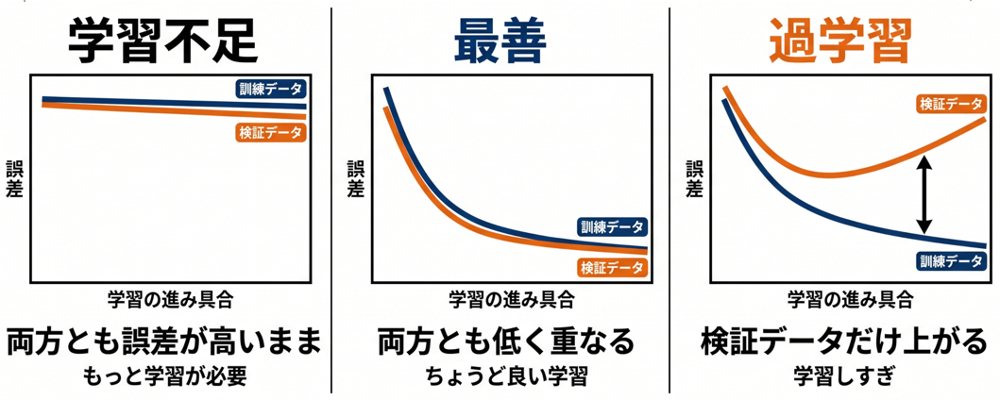 学習不足
訓練データ
検証データ
誤差
学習の進み具合
両方とも誤差が高いまま
もっと学習が必要
最善
訓練データ
検証データ
誤差
学習の進み具合
両方とも低く重なる
ちょうど良い学習
過学習
検証データ
訓練データ
誤差
学習の進み具合
検証データだけ上がる
学習しすぎ